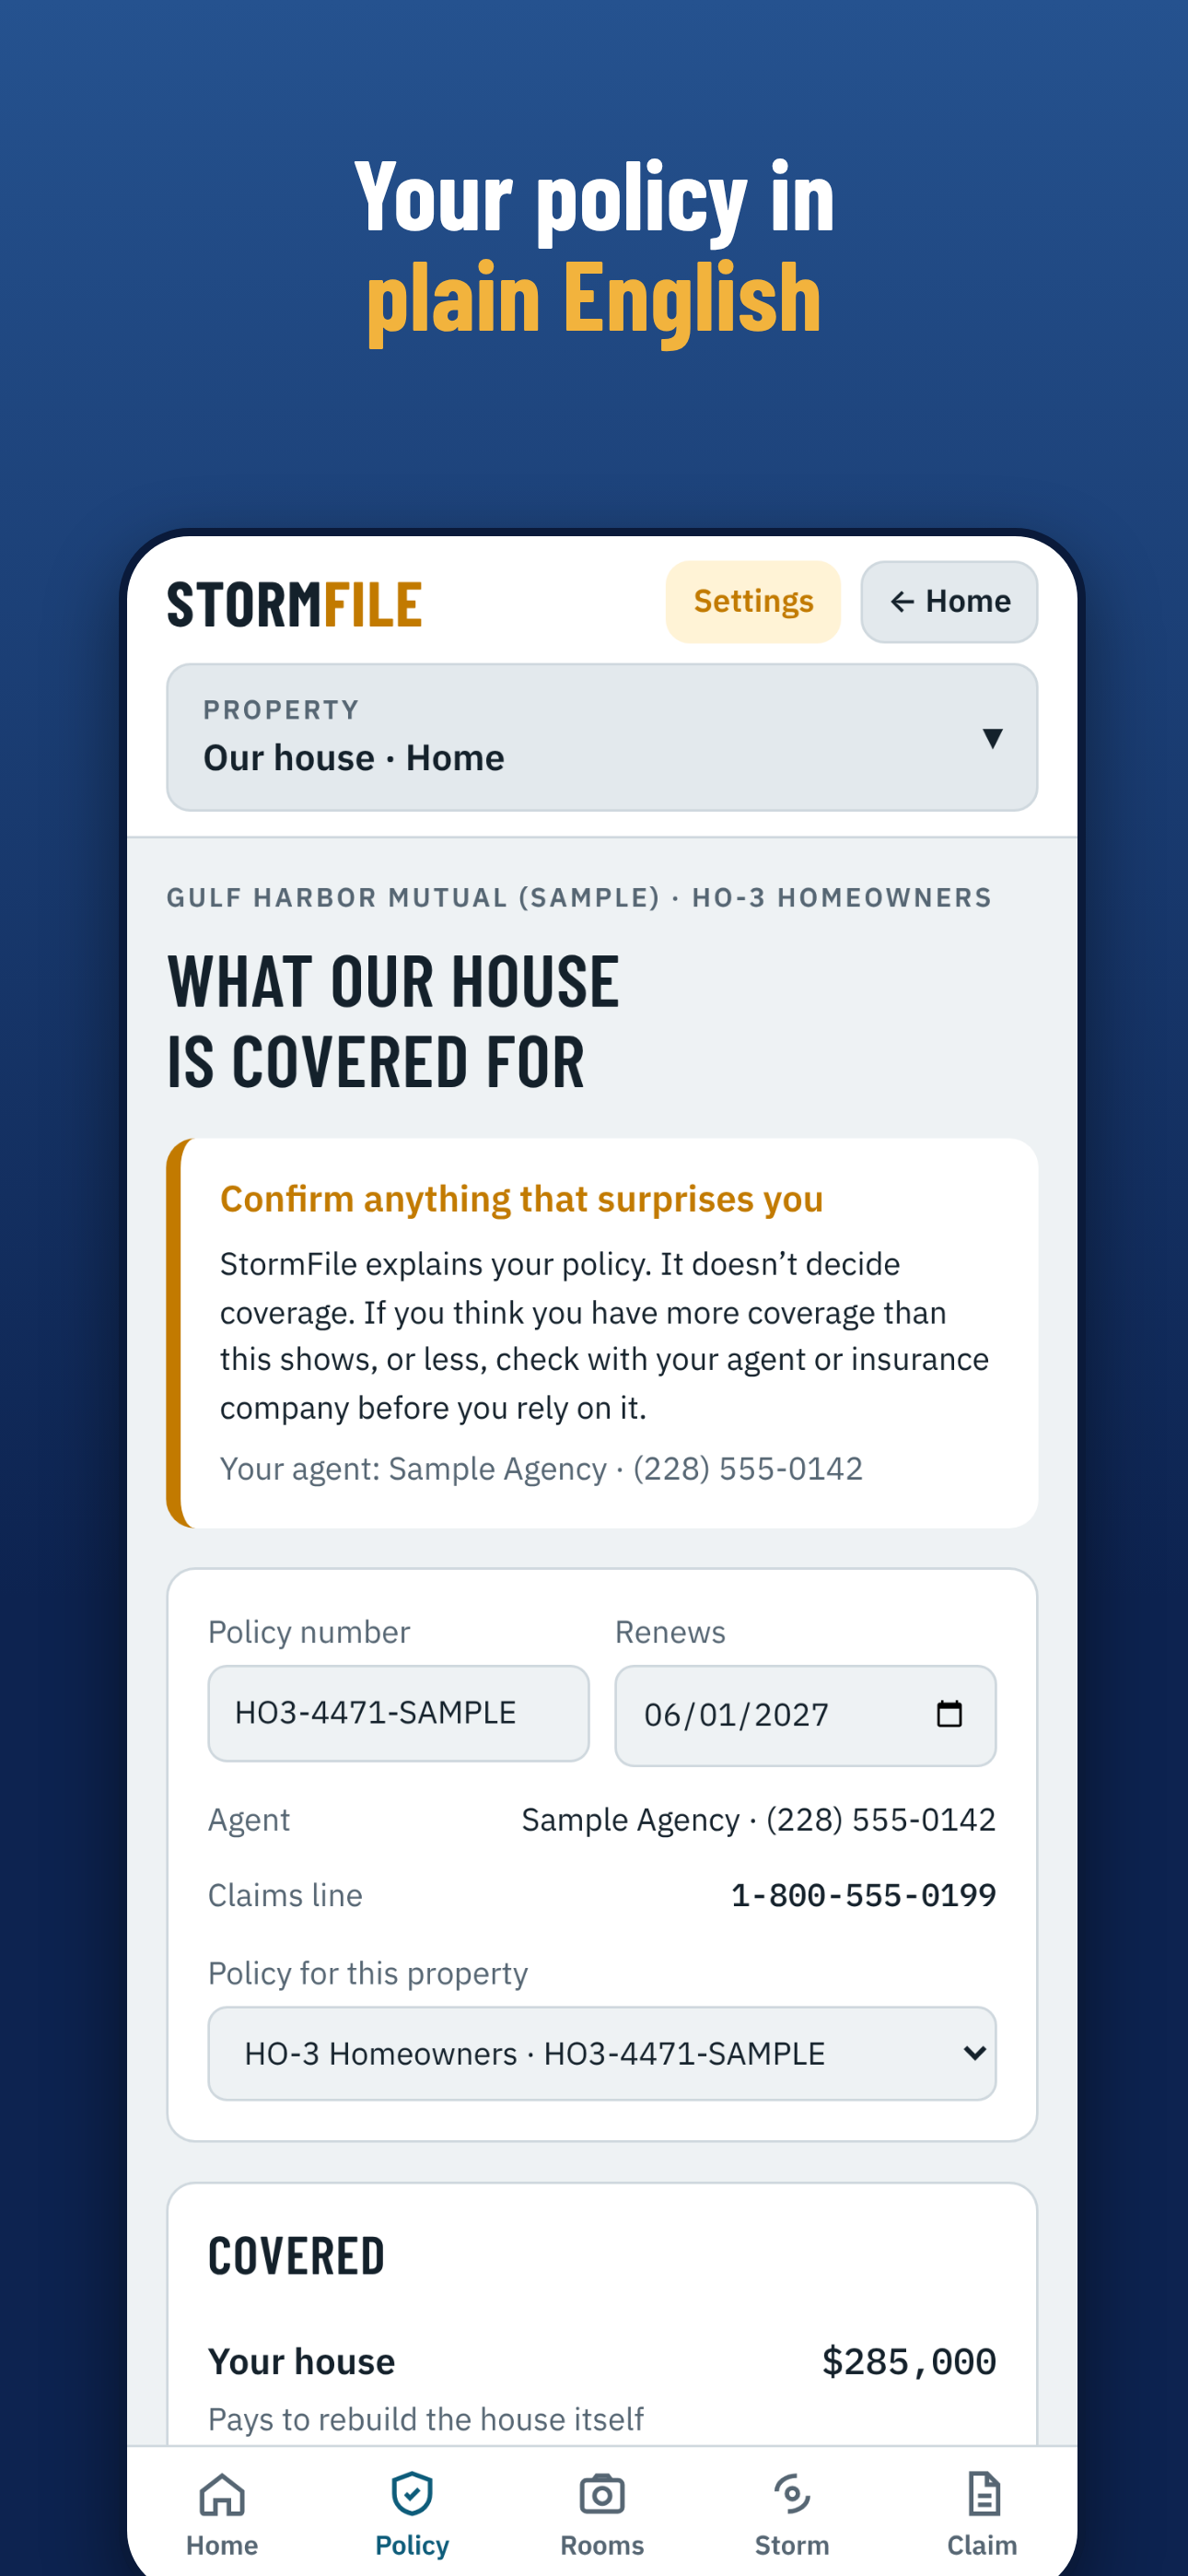 Your policy in
plain English
STORMFILE
Settings
← Home
PROPERTY
Our house · Home
▼
GULF HARBOR MUTUAL (SAMPLE) · HO-3 HOMEOWNERS
WHAT OUR HOUSE
IS COVERED FOR
Confirm anything that surprises you
StormFile explains your policy. It doesn’t decide
coverage. If you think you have more coverage than
this shows, or less, check with your agent or insurance
company before you rely on it.
Your agent: Sample Agency · (228) 555-0142
Policy number
Renews
HO3-4471-SAMPLE
06/01/2027
Agent
Sample Agency · (228) 555-0142
Claims line
1-800-555-0199
Policy for this property
HO-3 Homeowners · HO3-4471-SAMPLE
COVERED
Your house
$285,000
Pays to rebuild the house itself
Home
Policy
Rooms
Storm
Claim